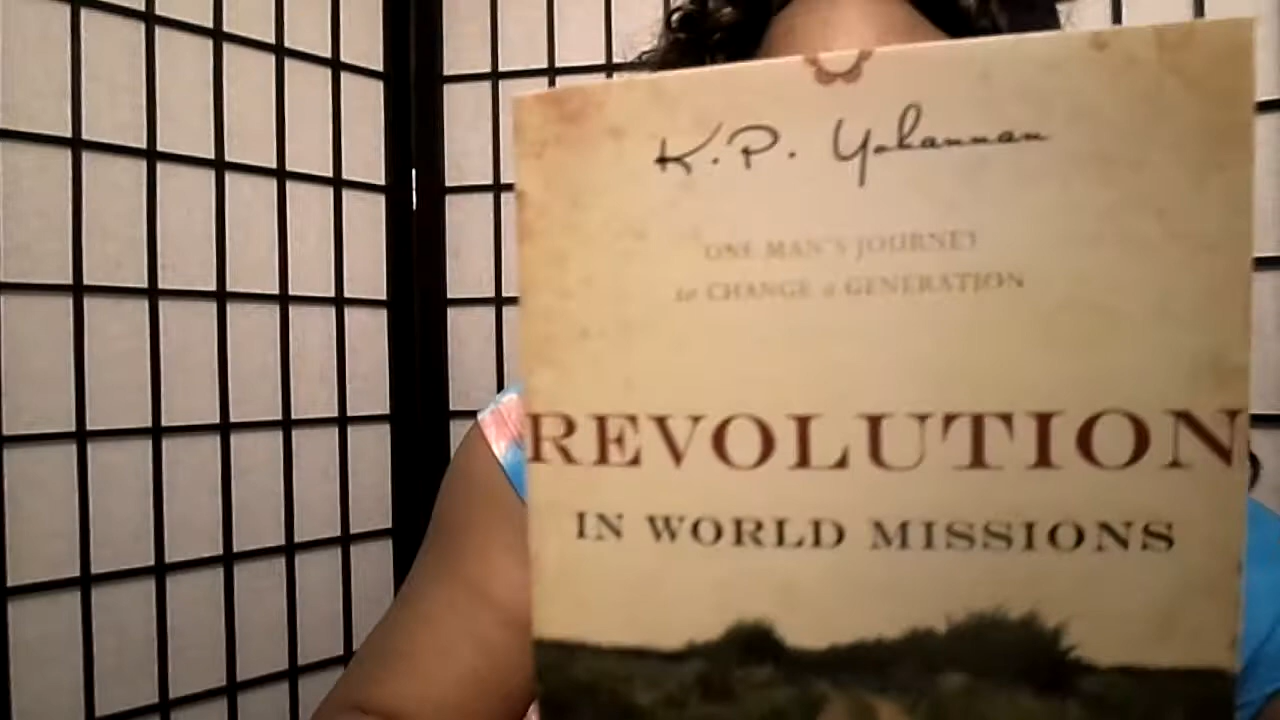 K.P. Yohannan
ONE MAN'S JOURNEY
to CHANGE a GENERATION
REVOLUTION
IN WORLD MISSIONS